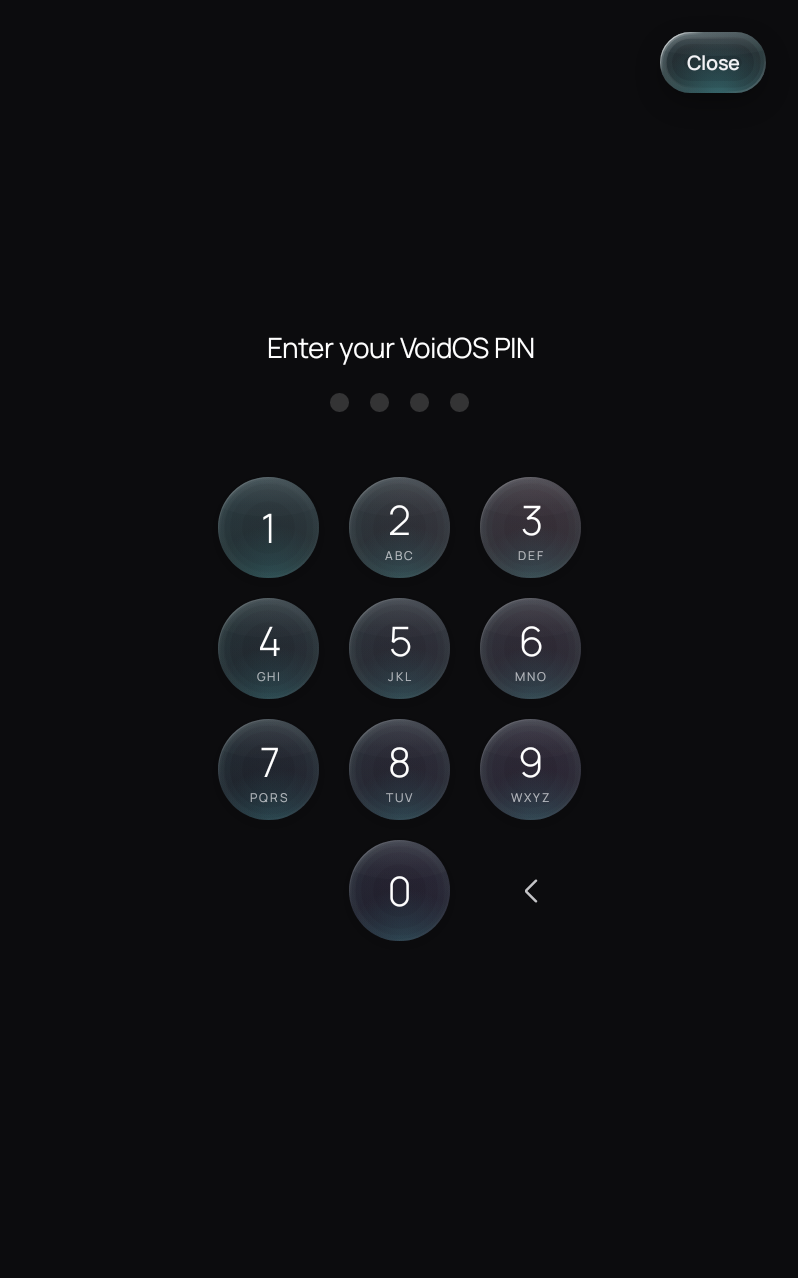 Close
Enter your VoidOS PIN
1 2 3
ABC DEF
4 5 6
GHI JKL MNO
7 8 9
PQRS TUV WXYZ
0